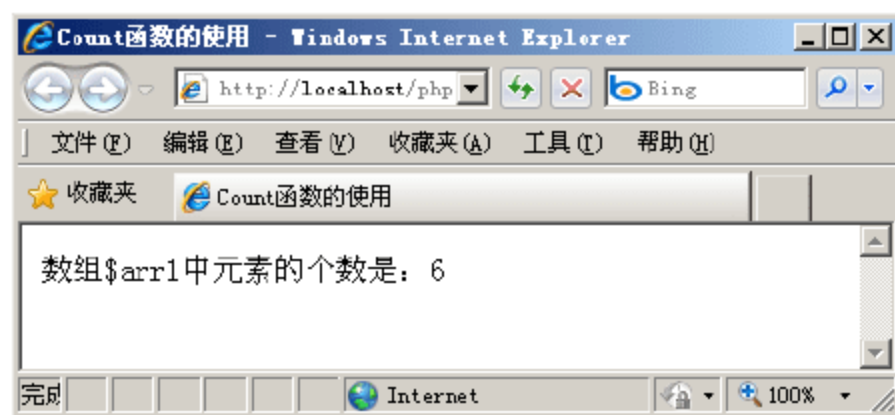 Count函数的使用 - Windows Internet Explorer
http://localhost/php
Bing
文件(F) 编辑(E) 查看(V) 收藏夹(A) 工具(T) 帮助(H)
收藏夹 Count函数的使用
数组$arr1中元素的个数是：6
完成 Internet 100%